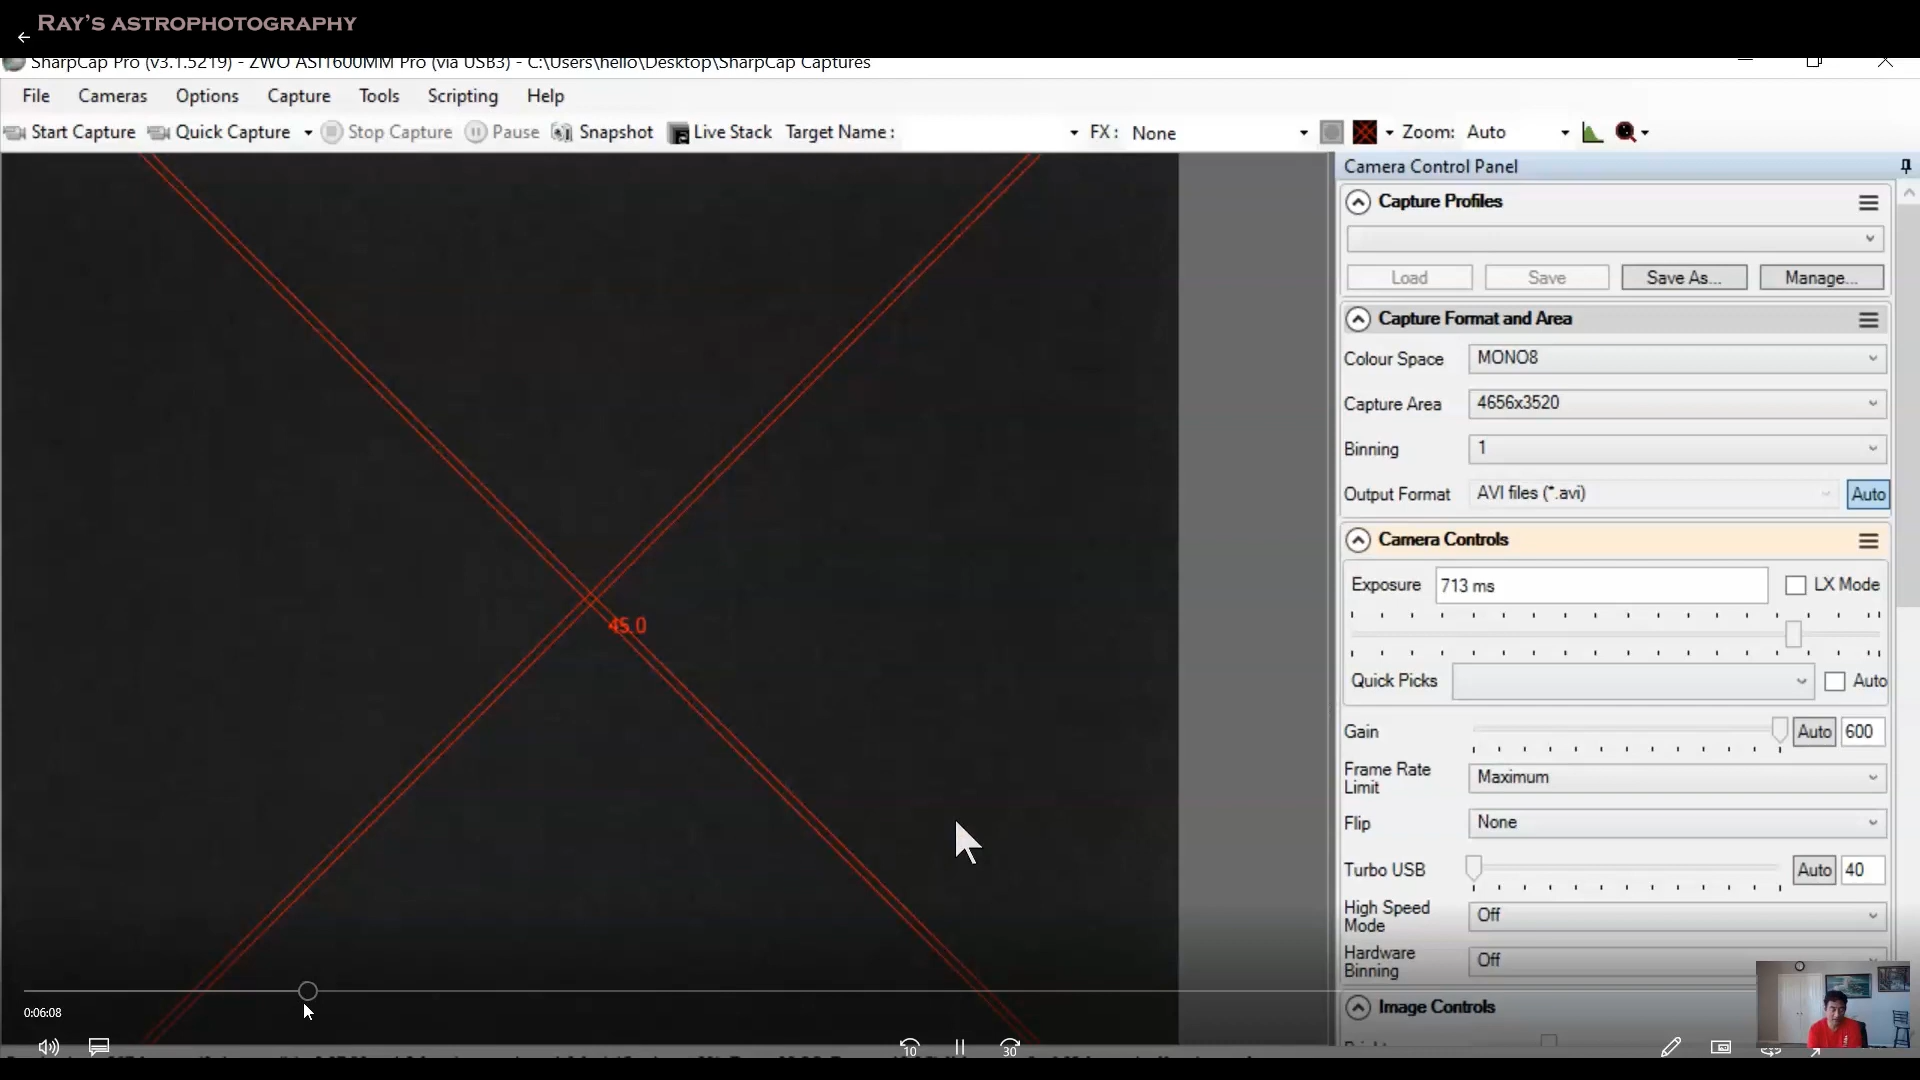 RAY'S ASTROPHOTOGRAPHY
SharpCap Pro (v3.1.5219) - ZWO ASI1600MM Pro (via USB3) - C:\Users\hello\Desktop\SharpCap Captures
File Cameras Options Capture Tools Scripting Help
Start Capture Quick Capture Stop Capture Pause Snapshot Live Stack Target Name : FX : None Zoom: Auto
Camera Control Panel
Capture Profiles
Load Save Save As... Manage...
Capture Format and Area
Colour Space MONO8
Capture Area 4656x3520
Binning 1
Output Format AVI files (*.avi) Auto
Camera Controls
Exposure 713 ms LX Mode
Quick Picks Auto
45.0
Gain Auto 600
Frame Rate Limit Maximum
Flip None
Turbo USB Auto 40
High Speed Mode Off
Hardware Binning Off
Image Controls
0:06:08
10 30